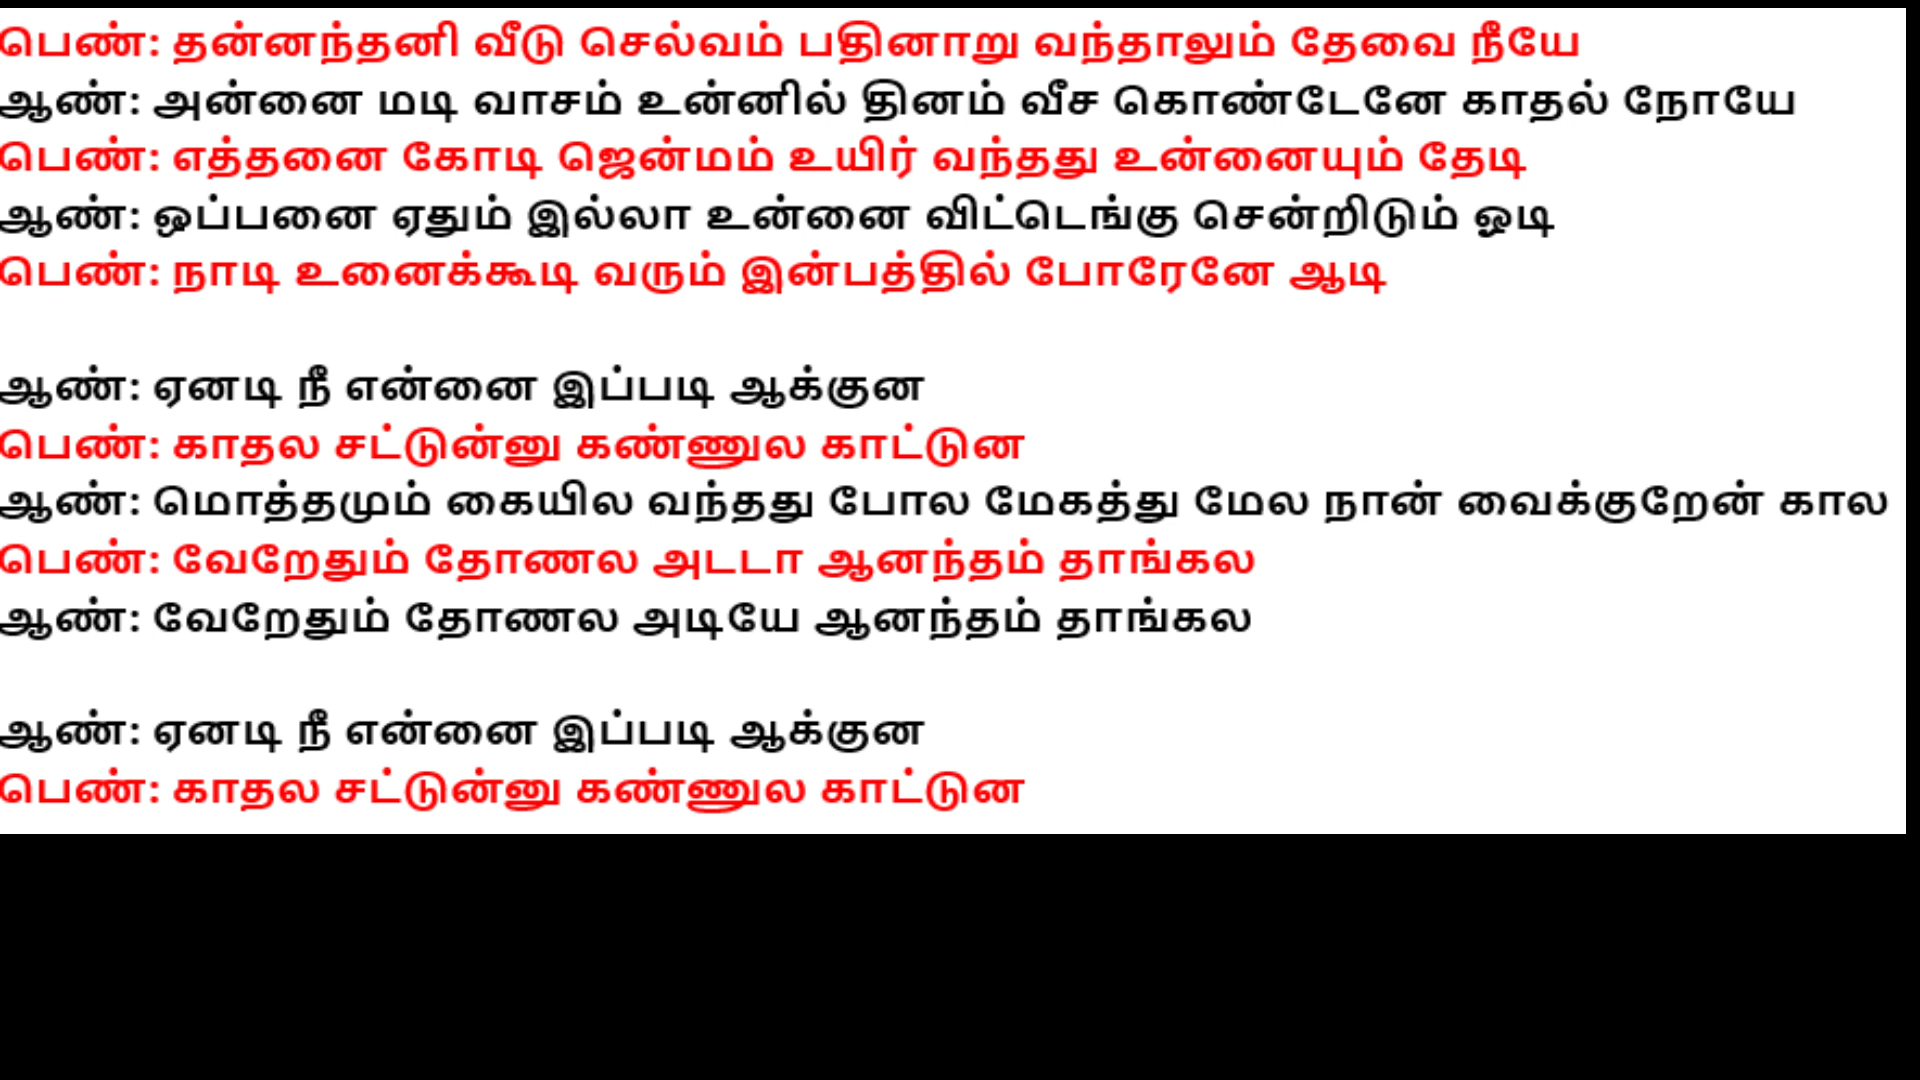 பெண்: தன்னந்தனி வீடு செல்வம் பதினாறு வந்தாலும் தேவை நீயே
ஆண்: அன்னை மடி வாசம் உன்னில் தினம் வீச கொண்டேனே காதல் நோயே
பெண்: எத்தனை கோடி ஜென்மம் உயிர் வந்தது உன்னையும் தேடி
ஆண்: ஒப்பனை ஏதும் இல்லா உன்னை விட்டெங்கு சென்றிடும் ஓடி
பெண்: நாடி உனைக்கூடி வரும் இன்பத்தில் போரேனே ஆடி
ஆண்: ஏனடி நீ என்னை இப்படி ஆக்குன
பெண்: காதல சட்டுன்னு கண்ணுல காட்டுன
ஆண்: மொத்தமும் கையில வந்தது போல மேகத்து மேல நான் வைக்குறேன் கால
பெண்: வேறேதும் தோணல அடடா ஆனந்தம் தாங்கல
ஆண்: வேறேதும் தோணல அடியே ஆனந்தம் தாங்கல
ஆண்: ஏனடி நீ என்னை இப்படி ஆக்குன
பெண்: காதல சட்டுன்னு கண்ணுல காட்டுன